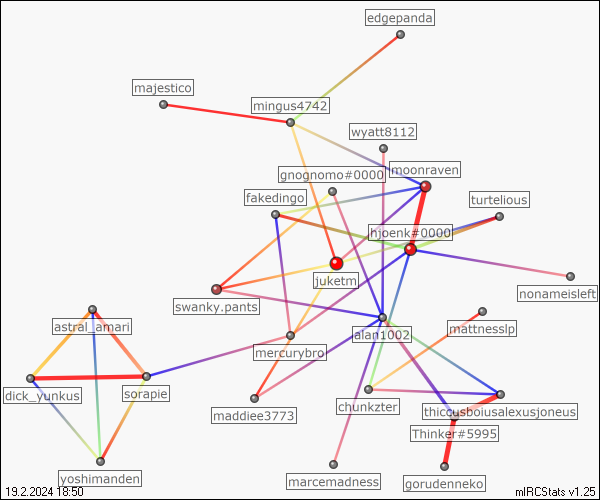 edgepanda
majestico
mingus4742
wyatt8112
moonraven
gnognomo#0000
fakedingo
turtelious
hjoenk#0000
juketm
nonameisleft
swanky.pants
astral_amari
alan1002
mattnesslp
mercurybro
dick_yunkus
sorapie
chunkzter
maddiee3773
thiccusbousalexusjoneus
Thinker#5995
yoshimanden
marcemadness
gorudenneko
19.2.2024 18:50
mIRCStats v1.25